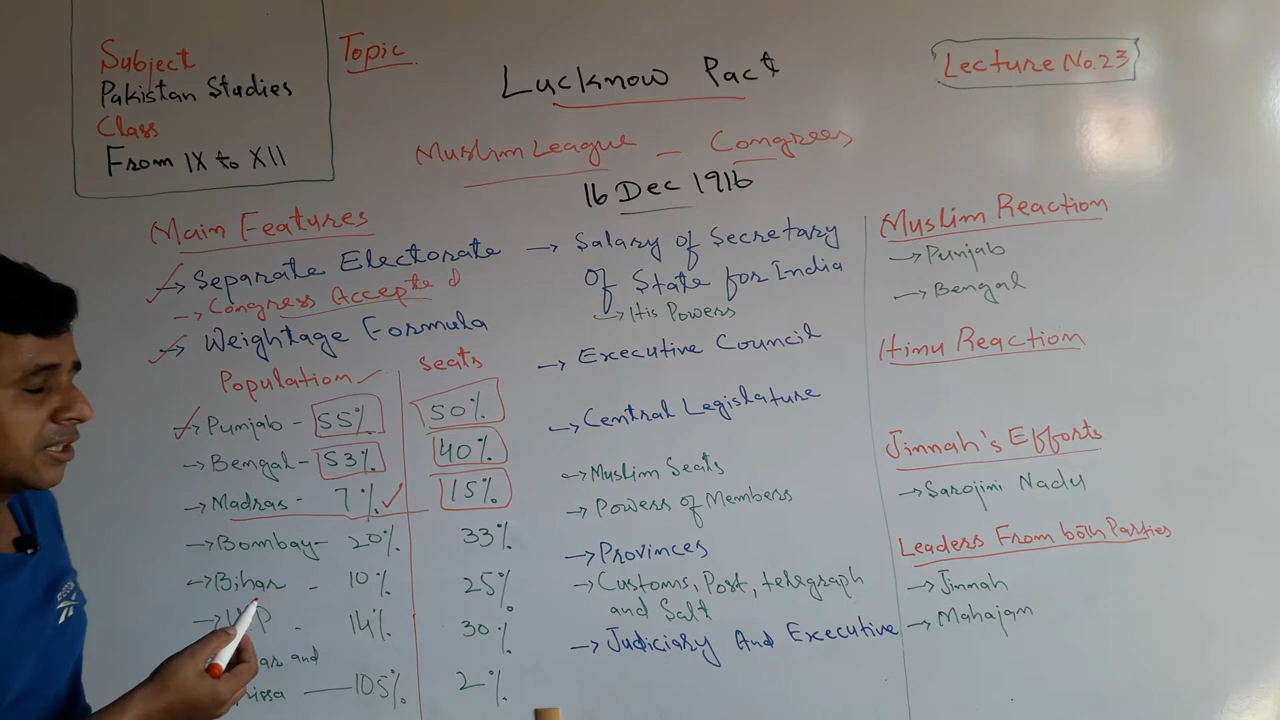 Subject
Pakistan Studies
Class
From IX to XII
Topic
Lucknow Pact
Lecture No.23
Muslim League - Congrees
16 Dec 1916
Main Features
→ Separate Electorate
→ Congress Accepted
→ Weightage Formula
Population Seats
→ Punjab - 55% 50%
→ Bengal - 53% 40%
→ Madras - 7% 15%
→ Bombay - 20% 33%
→ Bihar - 10% 25%
→ - 14% 30%
and
105% 2%
→ Salary of Secretary
of State for India
→ His Powers
→ Executive Council
→ Central Legislature
→ Muslim Seats
→ Powers of Members
→ Provinces
→ Customs, Post, telegraph
and Salt
→ Judiciary And Executive
Muslim Reaction
→ Punjab
→ Bengal
Hinu Reaction
Jinnah's Efforts
→ Sarojini Nadu
Leaders From both Parties
→ Jinnah
→ Mahajan